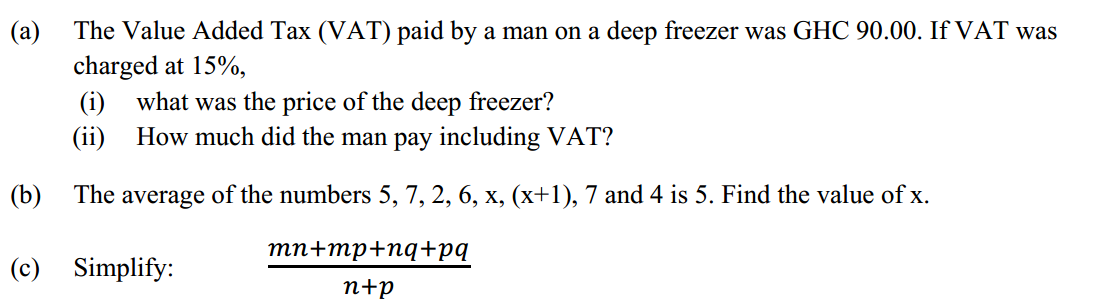 (a) The Value Added Tax (VAT) paid by a man on a deep freezer was GHC 90.00. If VAT was
charged at 15%,
(i) what was the price of the deep freezer?
(ii) How much did the man pay including VAT?
(b) The average of the numbers 5, 7, 2, 6, x, (x+1), 7 and 4 is 5. Find the value of x.
mn+mp+nq+pq
(c) Simplify:
n+p